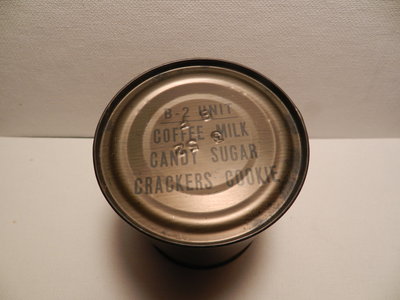 B-2 UNIT
COFFEE MILK
CANDY SUGAR
CRACKERS COOKIE